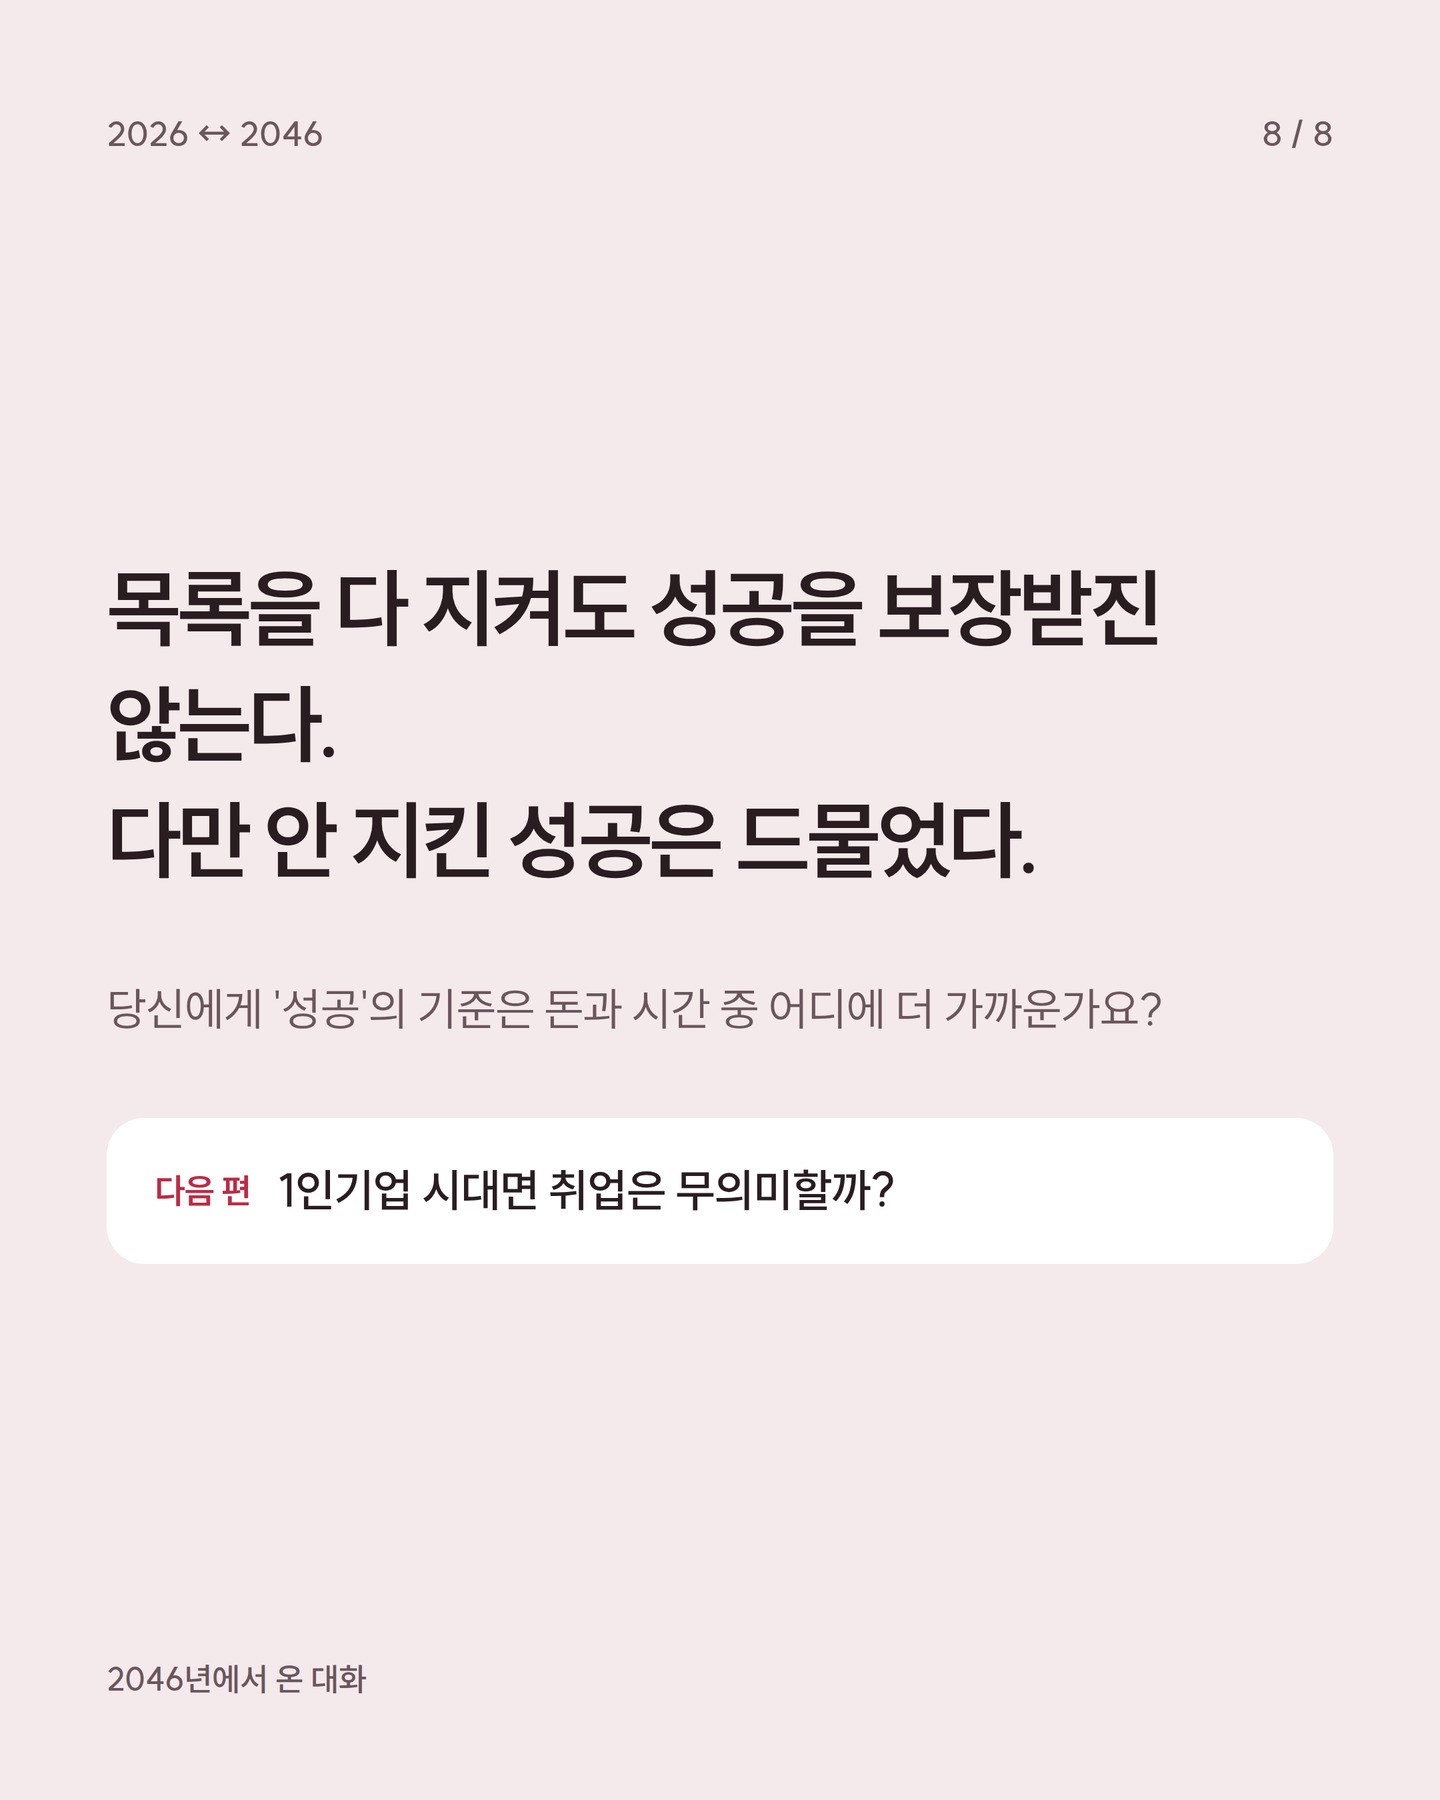 2026 ↔ 2046
8 / 8
목록을 다 지켜도 성공을 보장받진
않는다.
다만 안 지킨 성공은 드물었다.
당신에게 '성공'의 기준은 돈과 시간 중 어디에 더 가까운가요?
다음 편 1인기업 시대면 취업은 무의미할까?
2046년에서 온 대화